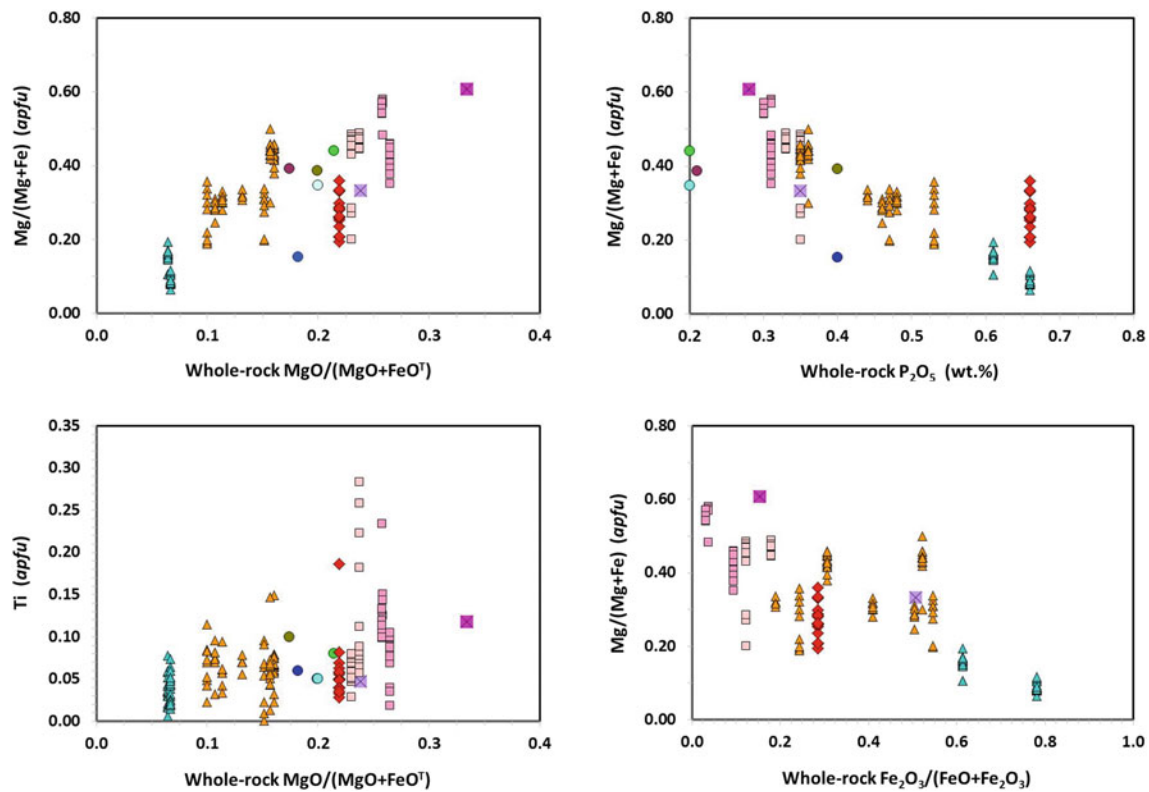 0.80
0.60
0.40
0.20
0.00
Mg/(Mg+Fe) (apfu)
0.0 0.1 0.2 0.3 0.4
Whole-rock MgO/(MgO+FeOᵀ)
0.80
0.60
0.40
0.20
0.00
Mg/(Mg+Fe) (apfu)
0.2 0.3 0.4 0.5 0.6 0.7 0.8
Whole-rock P₂O₅ (wt.%)
0.35
0.30
0.25
0.20
0.15
0.10
0.05
0.00
Ti (apfu)
0.0 0.1 0.2 0.3 0.4
Whole-rock MgO/(MgO+FeOᵀ)
0.80
0.60
0.40
0.20
0.00
Mg/(Mg+Fe) (apfu)
0.0 0.2 0.4 0.6 0.8 1.0
Whole-rock Fe₂O₃/(FeO+Fe₂O₃)